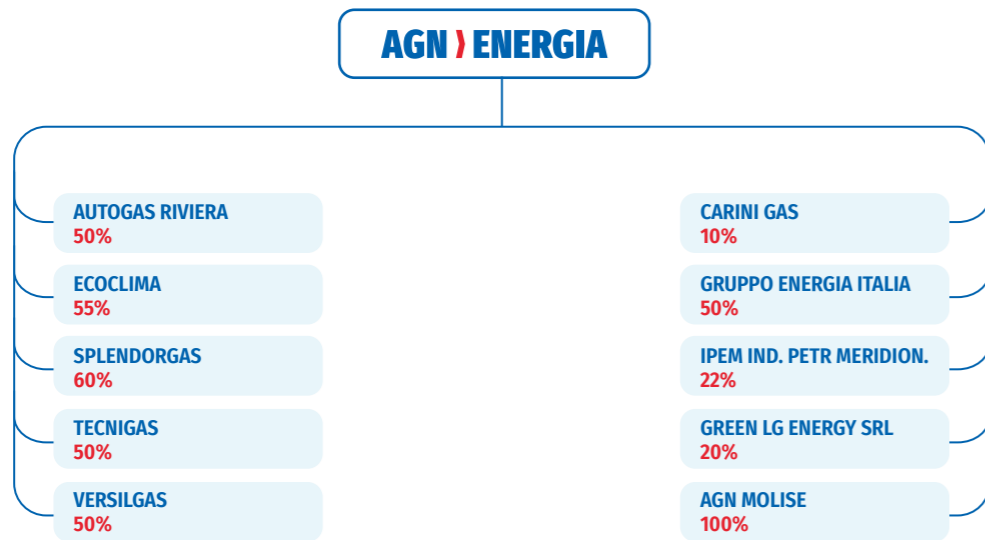 AGN ENERGIA
AUTOGAS RIVIERA
50%
ECOCLIMA
55%
SPLENDORGAS
60%
TECNIGAS
50%
VERSILGAS
50%
CARINI GAS
10%
GRUPPO ENERGIA ITALIA
50%
IPEM IND. PETR MERIDION.
22%
GREEN LG ENERGY SRL
20%
AGN MOLISE
100%